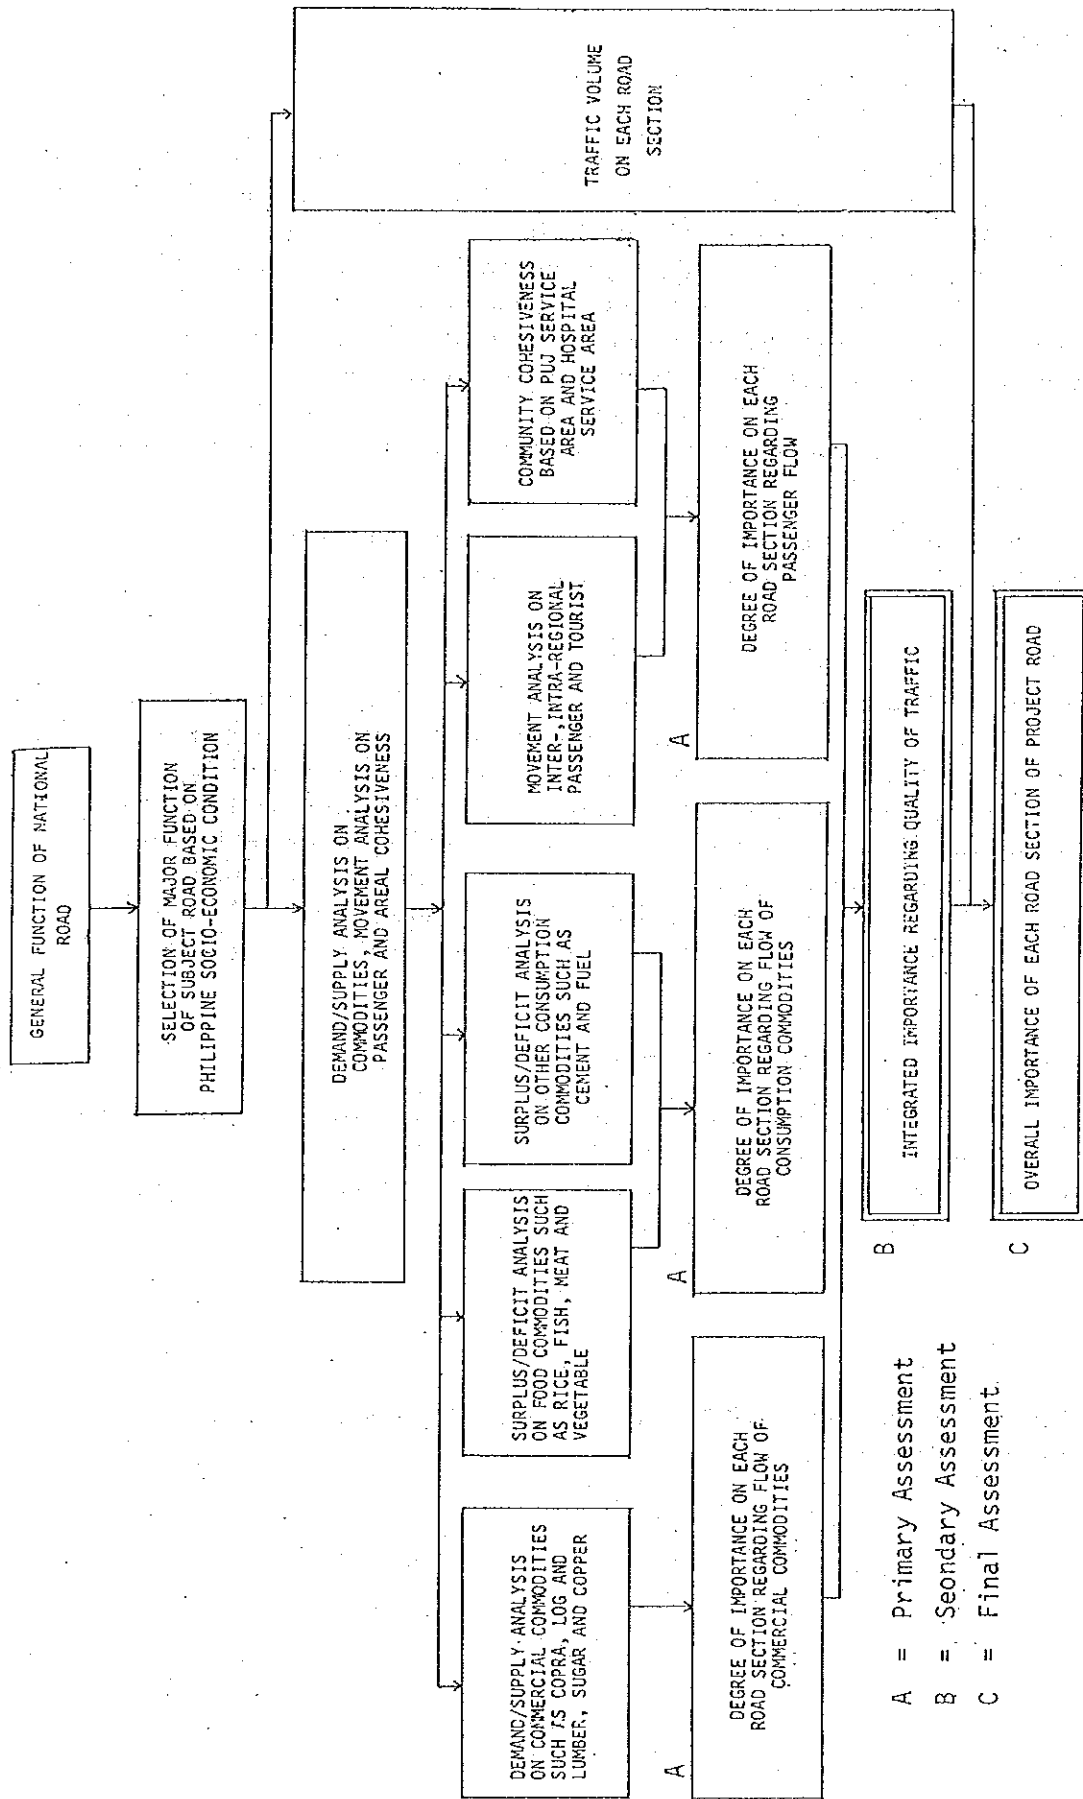 GENERAL FUNCTION OF NATIONAL
ROAD
SELECTION OF MAJOR FUNCTION
OF SUBJECT ROAD BASED ON
PHILIPPINE SOCIO-ECONOMIC CONDITION
DEMAND/SUPPLY ANALYSIS ON
COMMODITIES, MOVEMENT ANALYSIS ON
PASSENGER AND AREAL COHESIVENESS
DEMAND/SUPPLY ANALYSIS
ON COMMERCIAL COMMODITIES
SUCH AS COPRA, LOG AND
LUMBER, SUGAR AND COPPER
SURPLUS/DEFICIT ANALYSIS
ON FOOD COMMODITIES SUCH
AS RICE, FISH, MEAT AND
VEGETABLE
SURPLUS/DEFICIT ANALYSIS
ON OTHER CONSUMPTION
COMMODITIES SUCH AS
CEMENT AND FUEL
MOVEMENT ANALYSIS ON
INTER-,INTRA-REGIONAL
PASSENGER AND TOURIST
COMMUNITY COHESIVENESS
BASED ON PUJ SERVICE
AREA AND HOSPITAL
SERVICE AREA
TRAFFIC VOLUME
ON EACH ROAD
SECTION
A
DEGREE OF IMPORTANCE ON EACH
ROAD SECTION REGARDING FLOW OF
COMMERCIAL COMMODITIES
A
DEGREE OF IMPORTANCE ON EACH
ROAD SECTION REGARDING FLOW OF
CONSUMPTION COMMODITIES
A
DEGREE OF IMPORTANCE ON EACH
ROAD SECTION REGARDING
PASSENGER FLOW
B
INTEGRATED IMPORTANCE REGARDING QUALITY OF TRAFFIC
C
OVERALL IMPORTANCE OF EACH ROAD SECTION OF PROJECT ROAD
A = Primary Assessment
B = Seondary Assessment
C = Final Assessment